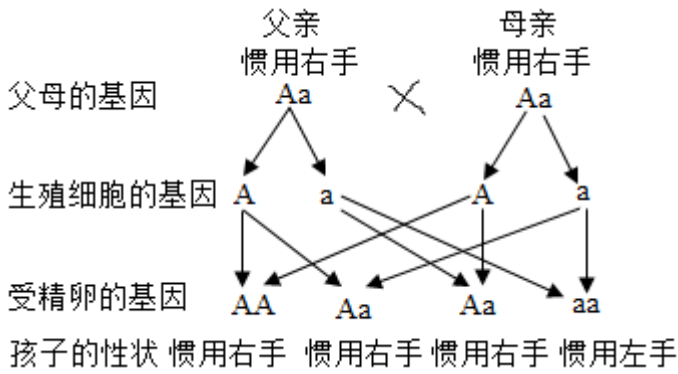 父亲 母亲
惯用右手 惯用右手
父母的基因 Aa × Aa
生殖细胞的基因 A a A a
受精卵的基因 AA Aa Aa aa
孩子的性状 惯用右手 惯用右手 惯用右手 惯用左手